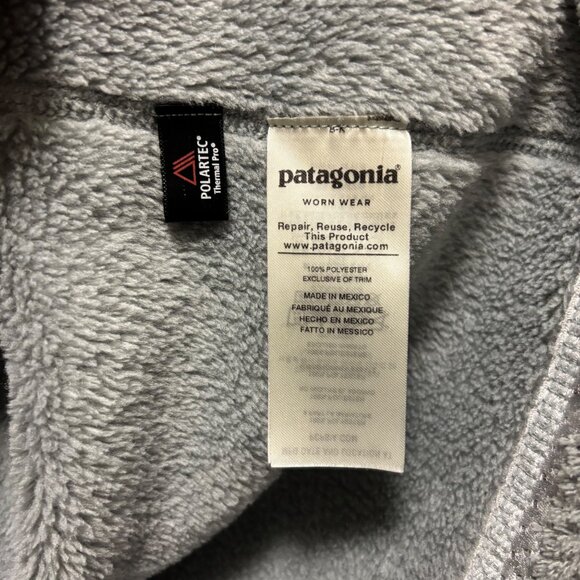 POLARTEC®
Thermal Pro®
patagonia®
WORN WEAR
Repair, Reuse, Recycle
This Product
www.patagonia.com
100% POLYESTER
EXCLUSIVE OF TRIM
MADE IN MEXICO
FABRIQUÉ AU MEXIQUE
HECHO EN MÉXICO
FATTO IN MESSICO